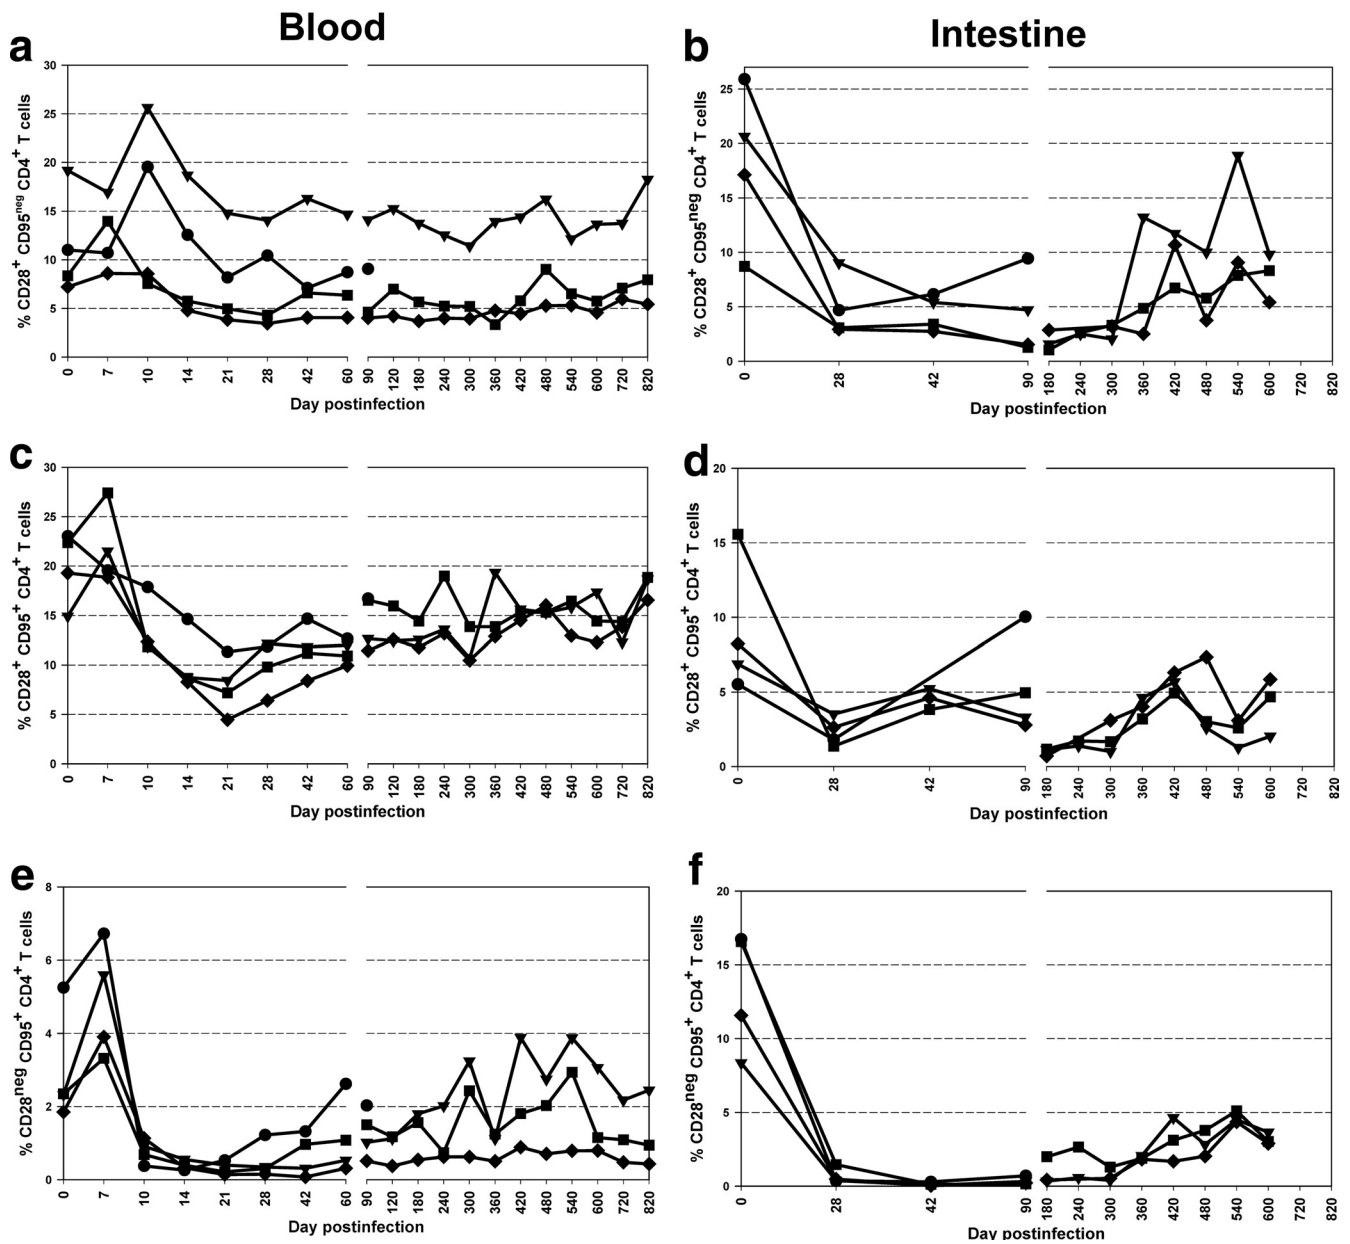 Blood
Intestine
a
% CD28+ CD95neg CD4+ T cells
30
25
20
15
10
5
0
0 7 10 14 21 28 42 60 90 120 180 240 300 360 420 480 540 600 720 820
Day postinfection
b
% CD28+ CD95neg CD4+ T cells
25
20
15
10
5
0
0 28 42 90 180 240 300 360 420 480 540 600 720 820
Day postinfection
c
% CD28+ CD95+ CD4+ T cells
30
25
20
15
10
5
0
0 7 10 14 21 28 42 60 90 120 180 240 300 360 420 480 540 600 720 820
Day postinfection
d
% CD28+ CD95+ CD4+ T cells
20
15
10
5
0
0 28 42 90 180 240 300 360 420 480 540 600 720 820
Day postinfection
e
% CD28neg CD95+ CD4+ T cells
8
6
4
2
0
0 7 10 14 21 28 42 60 90 120 180 240 300 360 420 480 540 600 720 820
Day postinfection
f
% CD28neg CD95+ CD4+ T cells
20
15
10
5
0
0 28 42 90 180 240 300 360 420 480 540 600 720 820
Day postinfection